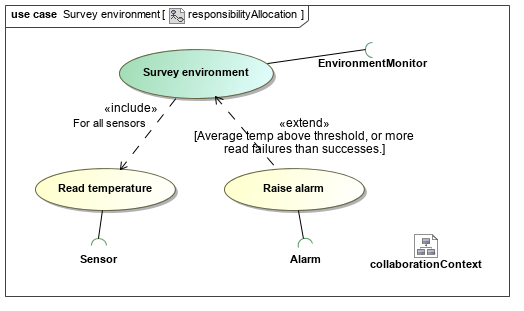 use case Survey environment [ responsibilityAllocation ]
Survey environment
EnvironmentMonitor
«include»
For all sensors
«extend»
[Average temp above threshold, or more
read failures than successes.]
Read temperature
Raise alarm
Sensor
Alarm
collaborationContext